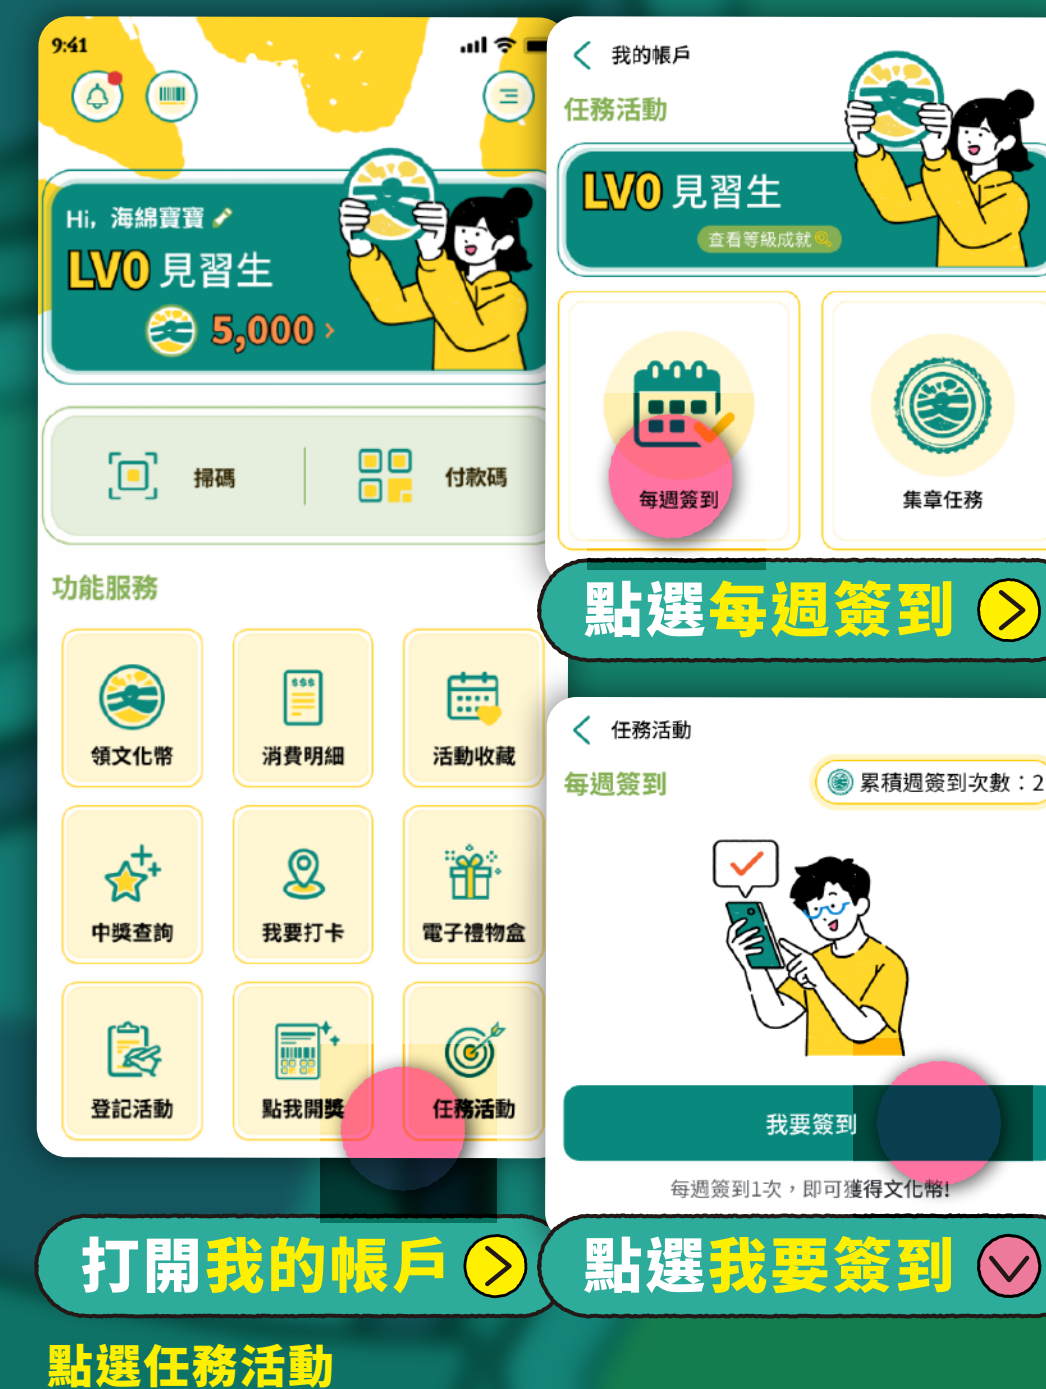 9:41
Hi, 海綿寶寶
LV0 見習生
5,000
掃碼
付款碼
功能服務
$$$
領文化幣
消費明細
活動收藏
中獎查詢
我要打卡
電子禮物盒
登記活動
點我開獎
任務活動
打開我的帳戶
點選任務活動
我的帳戶
任務活動
文
LV0 見習生
查看等級成就
每週簽到
集章任務
點選每週簽到
任務活動
每週簽到
累積週簽到次數：2
我要簽到
每週簽到1次，即可獲得文化幣!
點選我要簽到